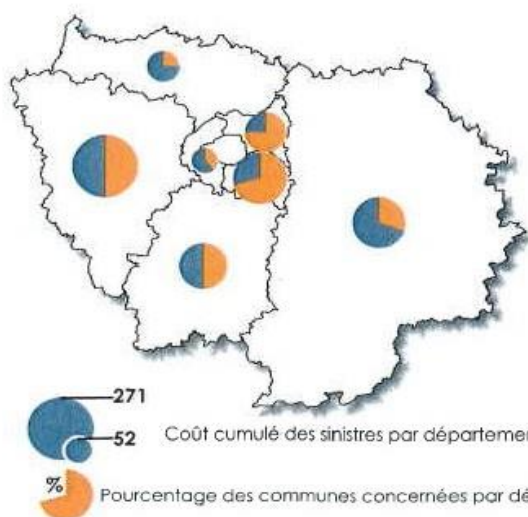 271
52
Coût cumulé des sinistres par départemen
%
Pourcentage des communes concernées par dé